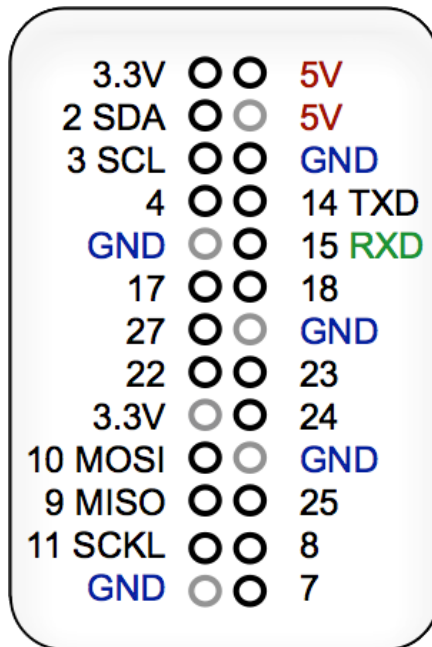 3.3V 5V
2 SDA 5V
3 SCL GND
4 14 TXD
GND 15 RXD
17 18
27 GND
22 23
3.3V 24
10 MOSI GND
9 MISO 25
11 SCKL 8
GND 7